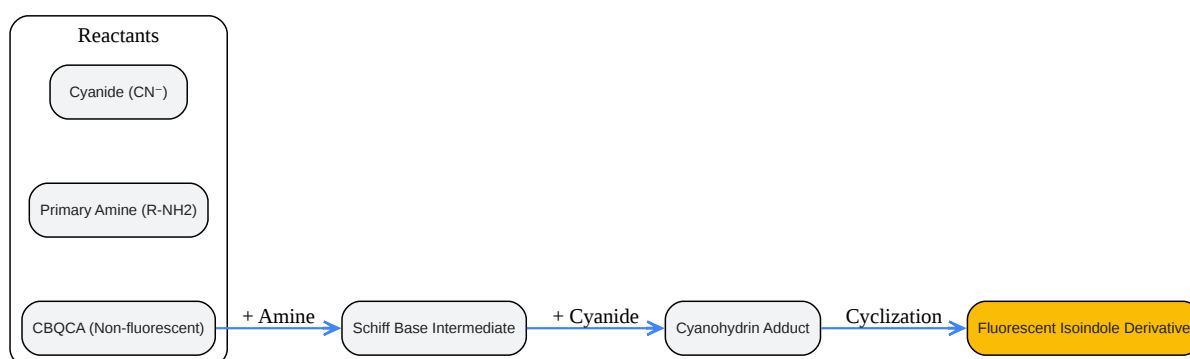 Reactants
Cyanide (CN⁻)
Primary Amine (R-NH2)
CBQCA (Non-fluorescent)
+ Amine
Schiff Base Intermediate
+ Cyanide
Cyanohydrin Adduct
Cyclization
Fluorescent Isoindole Derivative